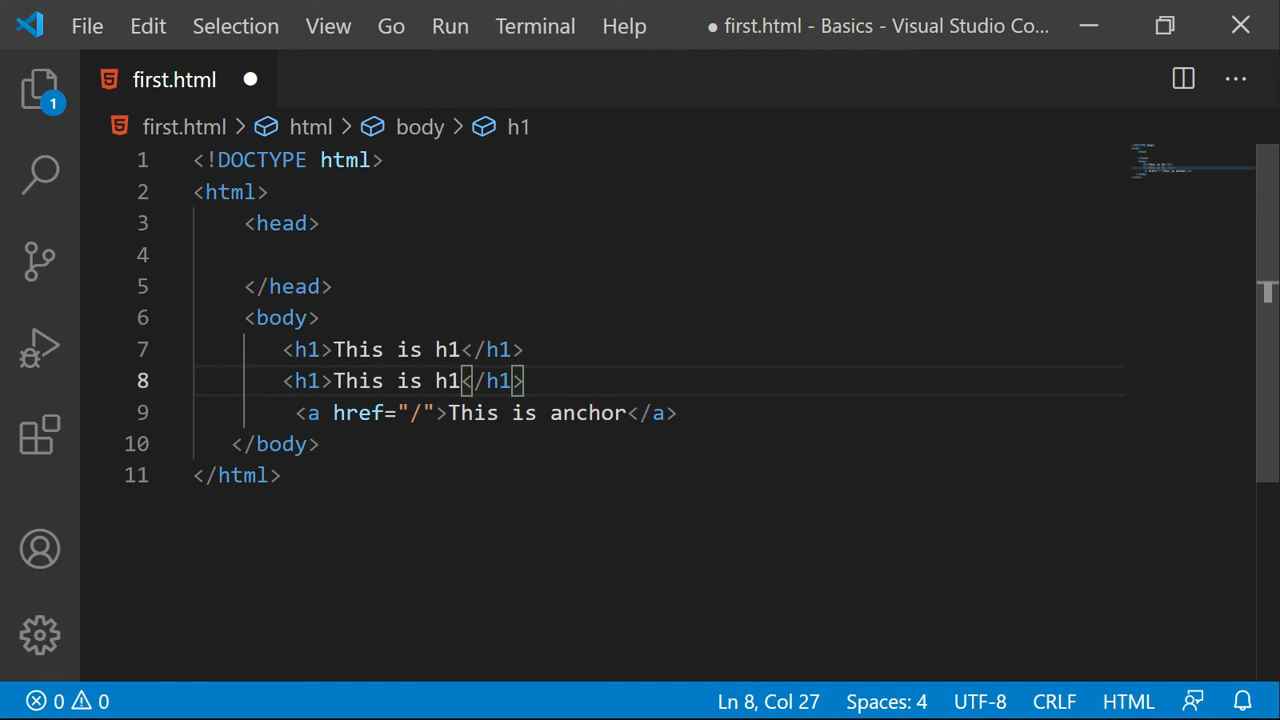 File Edit Selection View Go Run Terminal Help ● first.html - Basics - Visual Studio Co...
first.html ●
1
first.html > html > body > h1
1 <!DOCTYPE html>
2 <html>
3     <head>
4
5     </head>
6     <body>
7        <h1>This is h1</h1>
8        <h1>This is h1</h1>
9         <a href="/">This is anchor</a>
10    </body>
11 </html>
0 0 Ln 8, Col 27 Spaces: 4 UTF-8 CRLF HTML